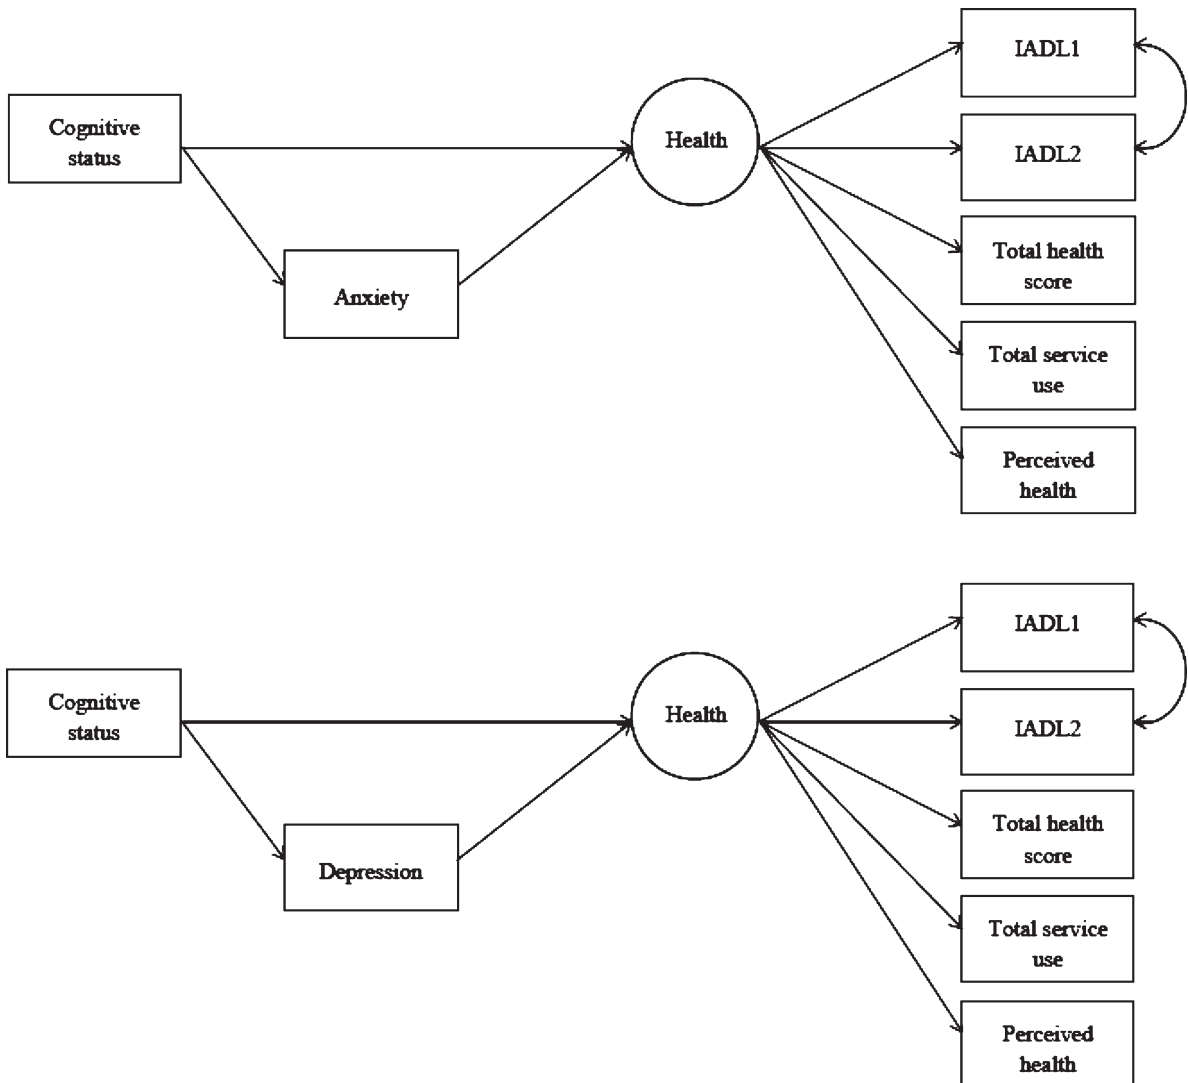 IADL1
Cognitive
status
Health
IADL2
Total health
score
Anxiety
Total service
use
Perceived
health
IADL1
Cognitive
status
Health
IADL2
Total health
score
Depression
Total service
use
Perceived
health